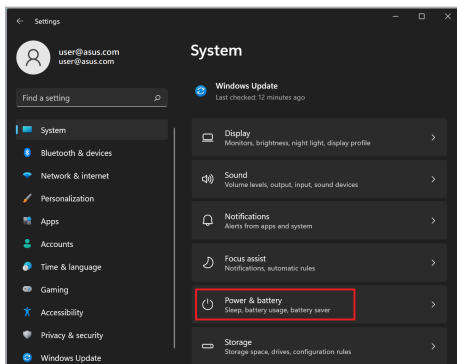 Settings
user@asus.com
user@asus.com
Find a setting
System
Bluetooth & devices
Network & internet
Personalization
Apps
Accounts
Time & language
Gaming
Accessibility
Privacy & security
Windows Update
System
Windows Update
Last checked: 12 minutes ago
Display
Monitors, brightness, night light, display profile
Sound
Volume levels, output, input, sound devices
Notifications
Alerts from apps and system
Focus assist
Notifications, automatic rules
Power & battery
Sleep, battery usage, battery saver
Storage
Storage space, drives, configuration rules